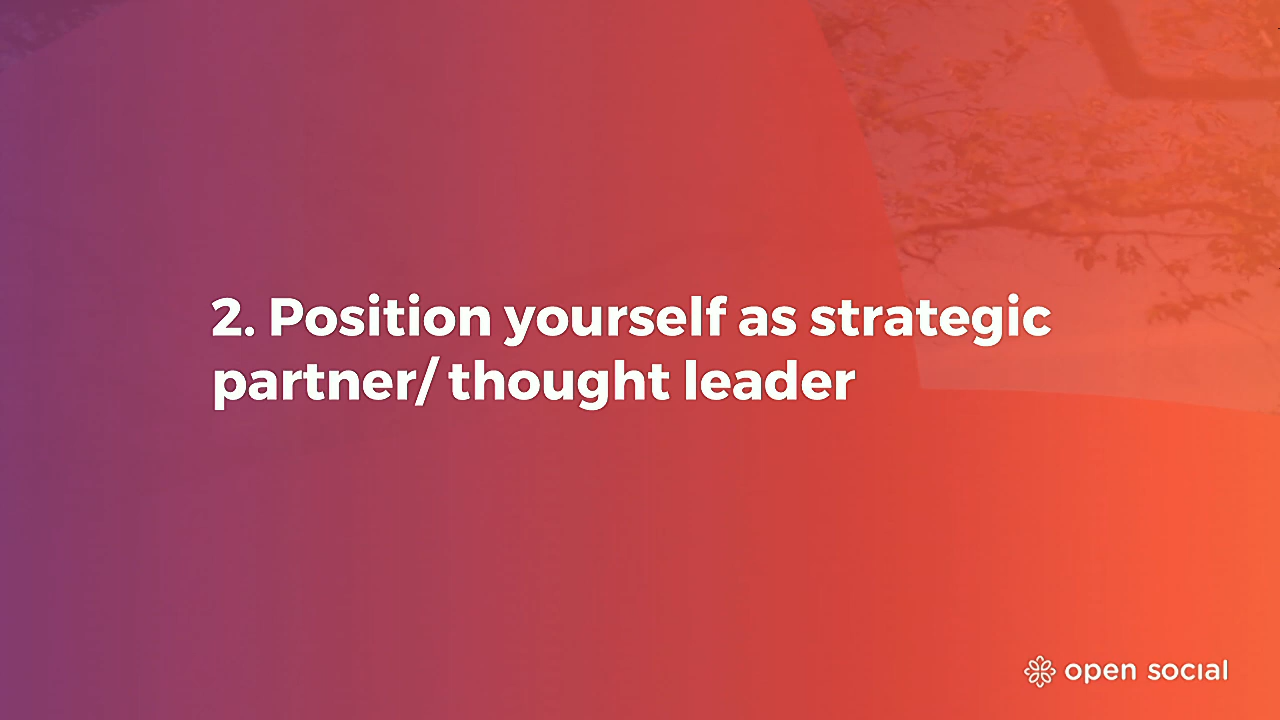 2. Position yourself as strategic
partner/ thought leader
open social